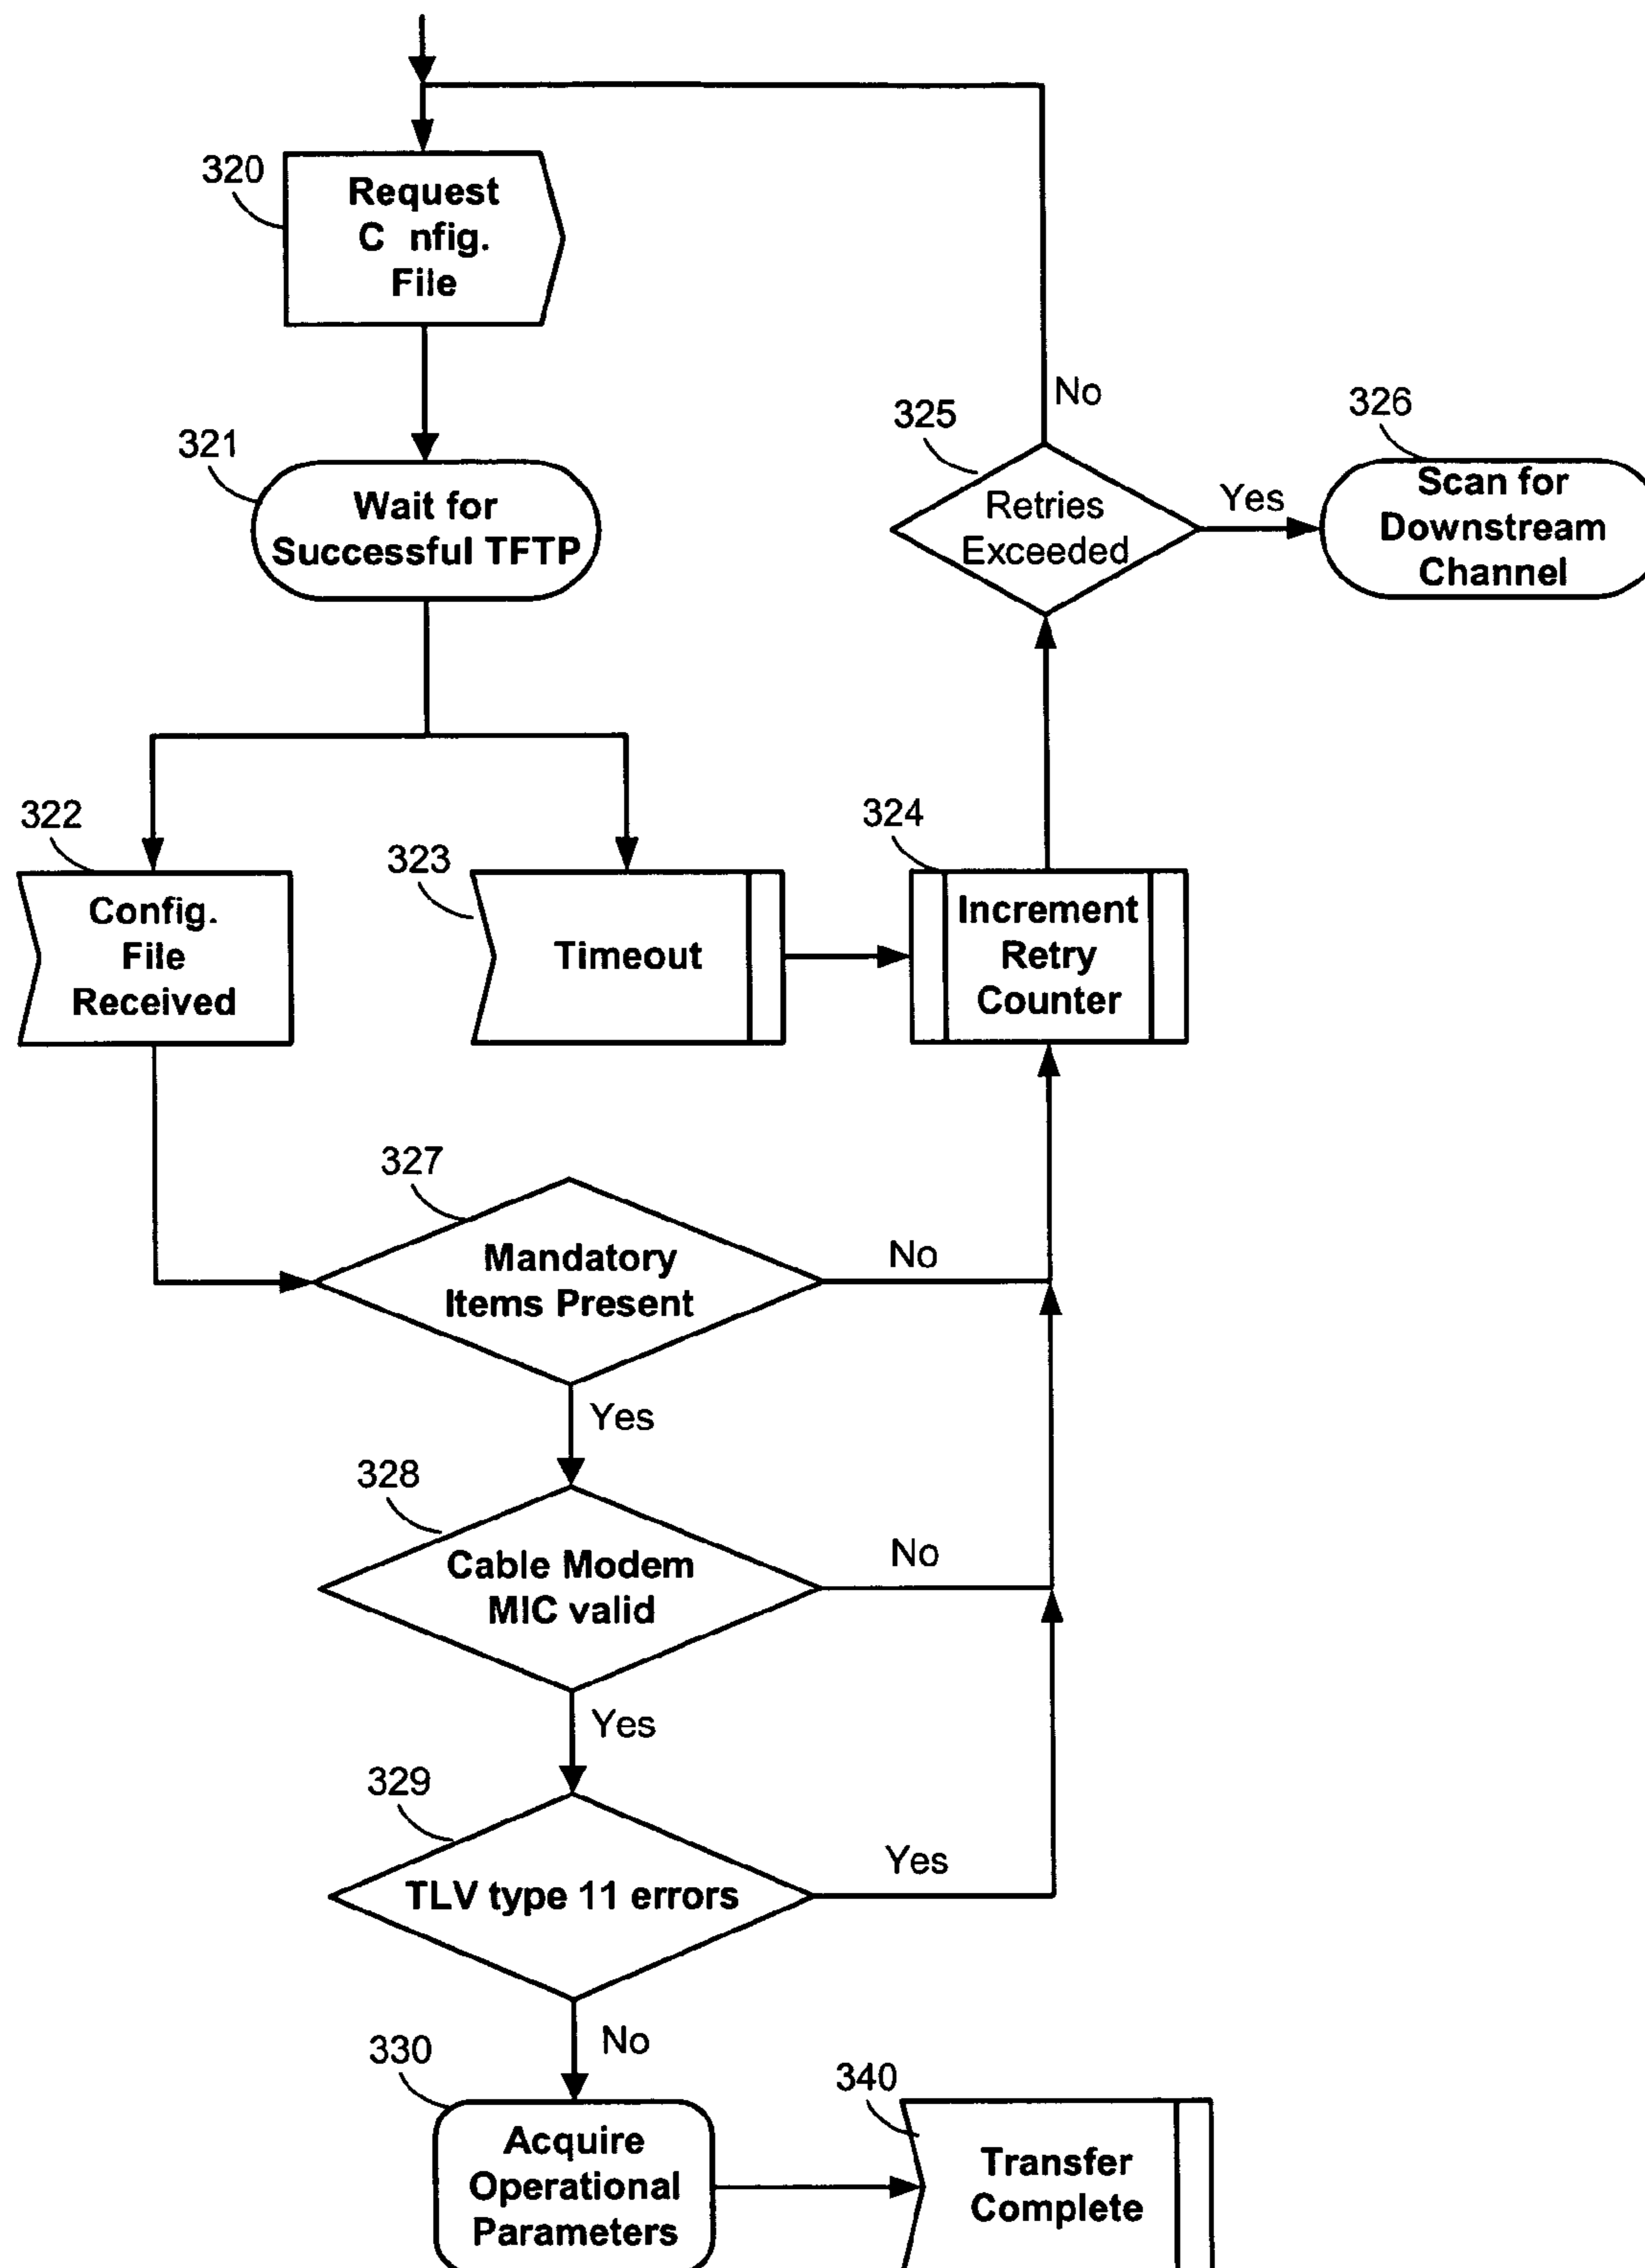 320
Request
C nfig.
File
321
Wait for
Successful TFTP
No
325
Retries
Exceeded
Yes
326
Scan for
Downstream
Channel
322
Config.
File
Received
323
Timeout
324
Increment
Retry
Counter
327
Mandatory
Items Present
No
Yes
328
Cable Modem
MIC valid
No
Yes
329
TLV type 11 errors
Yes
No
330
Acquire
Operational
Parameters
340
Transfer
Complete